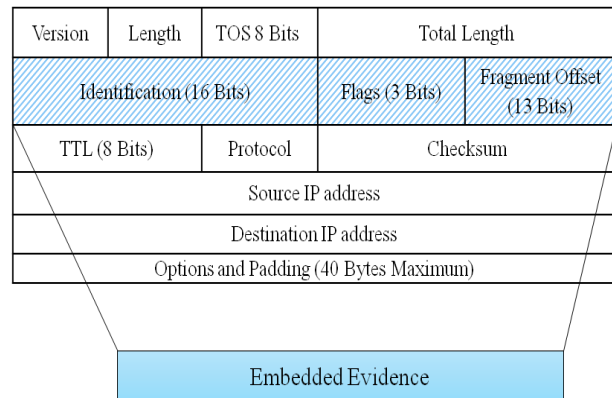 Version Length TOS 8 Bits Total Length
Identification (16 Bits) Flags (3 Bits) Fragment Offset
(13 Bits)
TTL (8 Bits) Protocol Checksum
Source IP address
Destination IP address
Options and Padding (40 Bytes Maximum)
Embedded Evidence